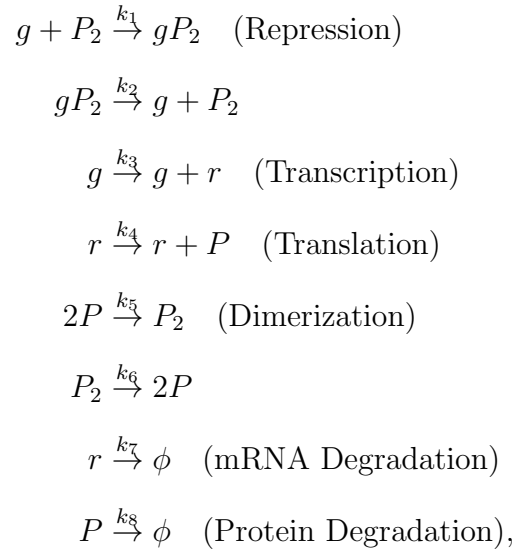 g + P₂ →^{k₁} gP₂ (Repression)
gP₂ →^{k₂} g + P₂
g →^{k₃} g + r (Transcription)
r →^{k₄} r + P (Translation)
2P →^{k₅} P₂ (Dimerization)
P₂ →^{k₆} 2P
r →^{k₇} ϕ (mRNA Degradation)
P →^{k₈} ϕ (Protein Degradation),